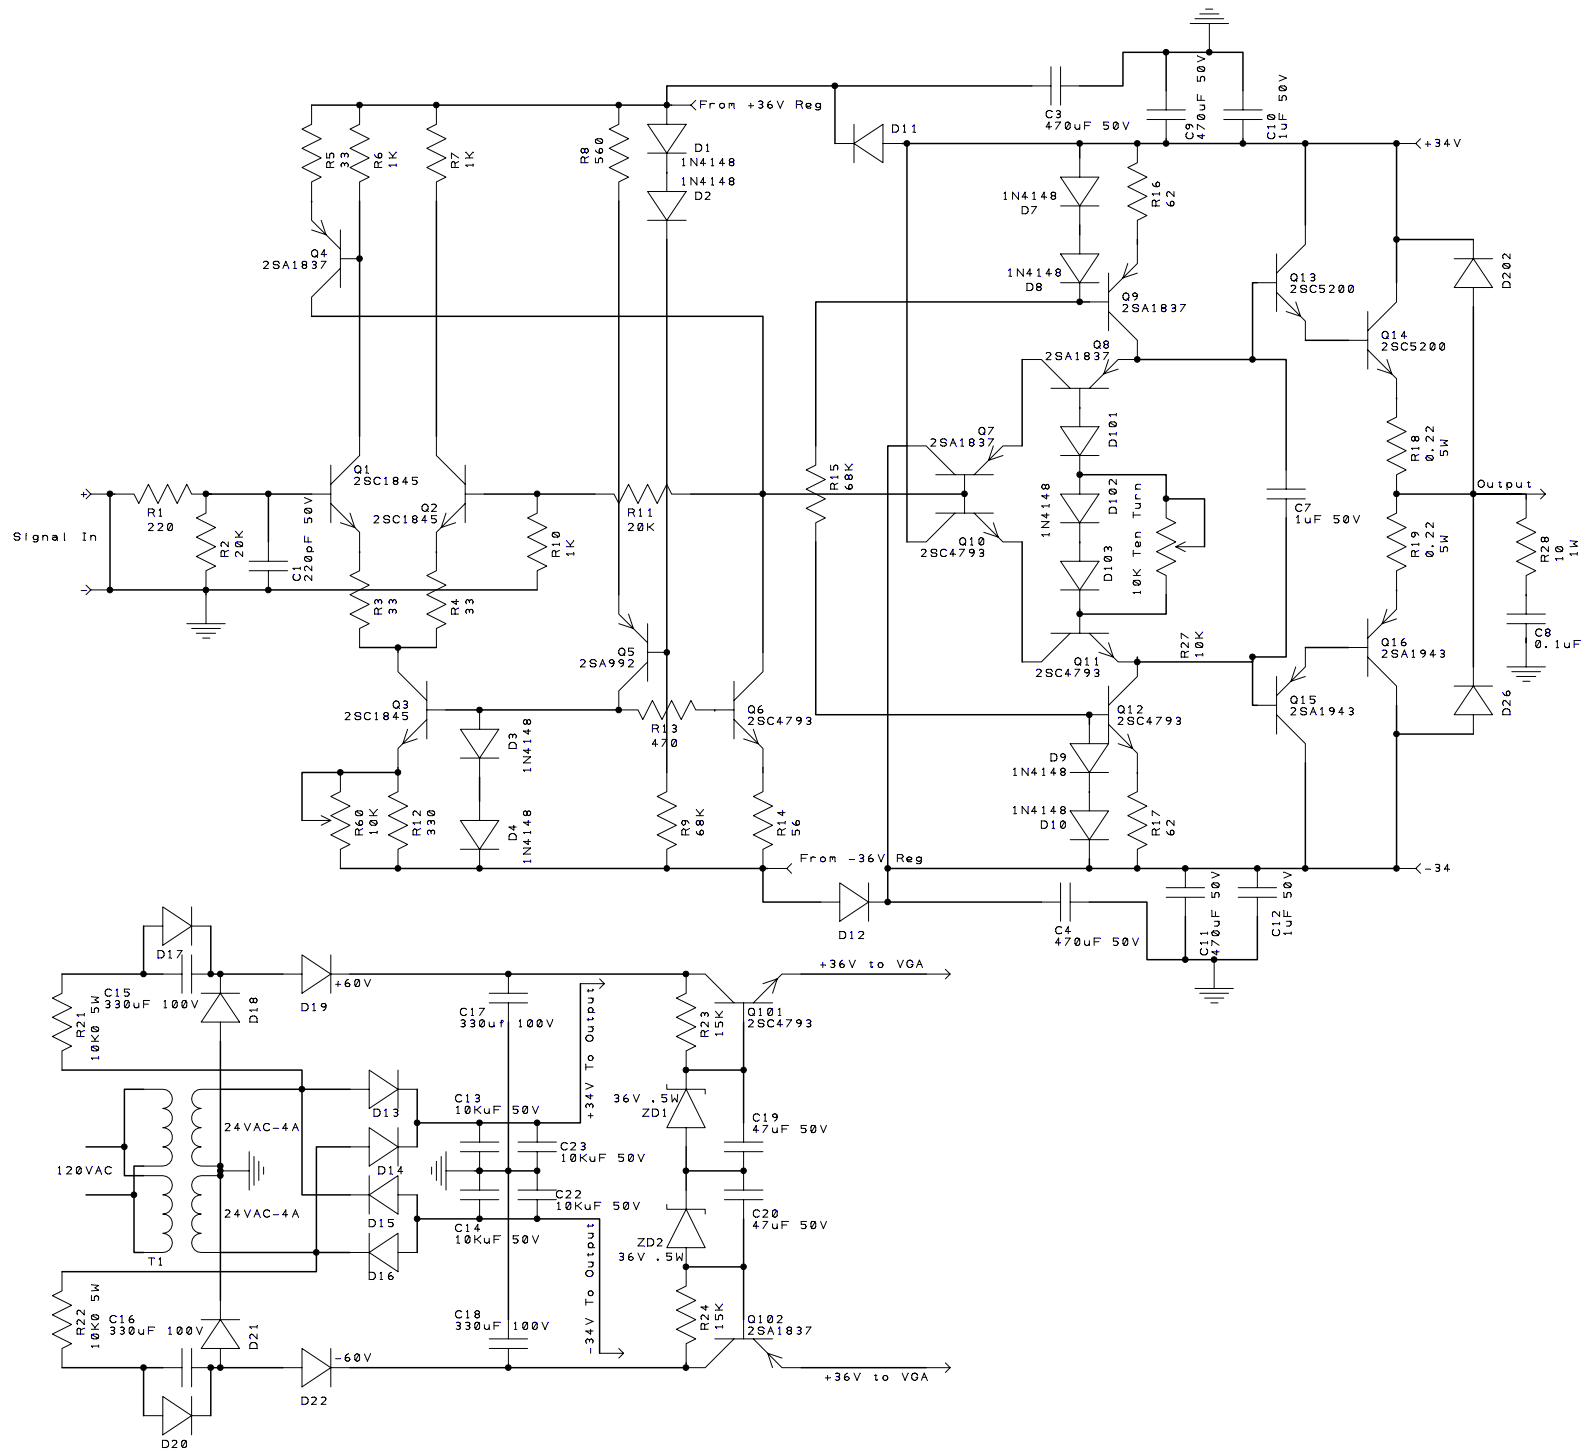 C3
470uF 50V
C9
470uF 50V
C10
1uF 50V
From +36V Reg
D11
+34V
R5
33
R6
1K
R7
1K
R8
560
D1
1N4148
1N4148
D2
1N4148
D7
R16
62
1N4148
D8
Q4
2SA1837
Q9
2SA1837
Q13
2SC5200
D202
Q14
2SC5200
Q8
2SA1837
D101
Q7
2SA1837
R18
0.22
5W
Q1
2SC1845
R15
68K
1N4148
D102
10K Ten Turn
C7
1uF 50V
Output
+
R1
220
Signal In
R2
20K
C1
220pF 50V
Q2
2SC1845
R11
20K
R10
1K
Q10
2SC4793
D103
R19
0.22
5W
R28
10
1W
-
R3
33
R4
33
C8
0.1uF
Q5
2SA992
Q11
2SC4793
R27
10K
Q16
2SA1943
Q3
2SC1845
D3
1N4148
R13
470
Q6
2SC4793
Q12
2SC4793
Q15
2SA1943
D26
D9
1N4148
R60
10K
R12
330
D4
1N4148
R9
68K
R14
56
1N4148
D10
R17
62
From -36V Reg
-34
D12
C4
470uF 50V
C11
470uF 50V
C12
1uF 50V
D17
C15
330uF 100V
R21
10K0 5W
D18
D19
+60V
C17
330uf 100V
+34V To Output
R23
15K
Q101
2SC4793
+36V to VGA
D13
C13
10KuF 50V
36V .5W
ZD1
C19
47uF 50V
24VAC-4A
120VAC
D14
C23
10KuF 50V
24VAC-4A
D15
C22
10KuF 50V
C14
10KuF 50V
C20
47uF 50V
ZD2
36V .5W
T1
D16
-34V To Output
R22
10K0 5W
C16
330uF 100V
D21
C18
330uF 100V
R24
15K
Q102
2SA1837
-60V
D22
+36V to VGA
D20